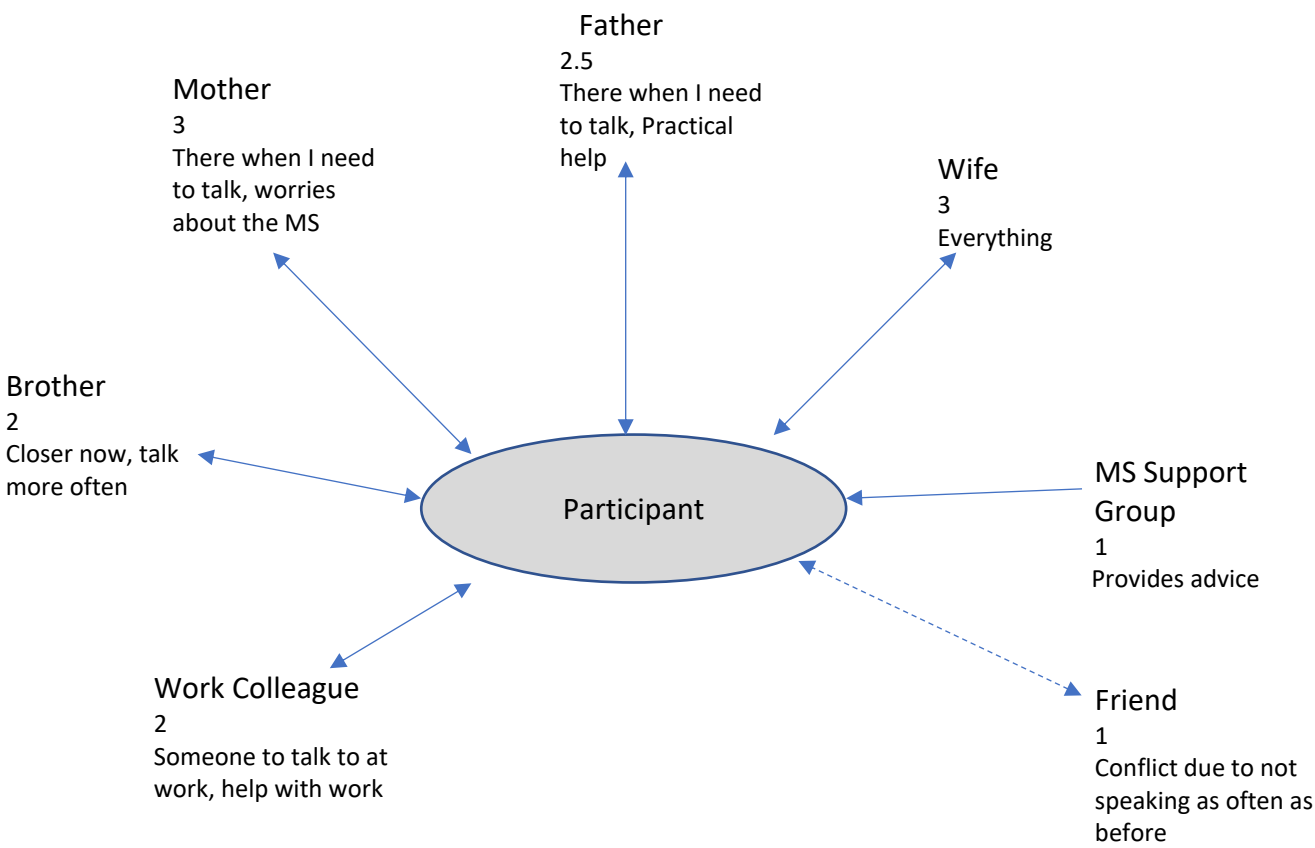 Father
2.5
There when I need
to talk, Practical
help
Mother
3
There when I need
to talk, worries
about the MS
Wife
3
Everything
Brother
2
Closer now, talk
more often
Participant
MS Support
Group
1
Provides advice
Work Colleague
2
Someone to talk to at
work, help with work
Friend
1
Conflict due to not
speaking as often as
before